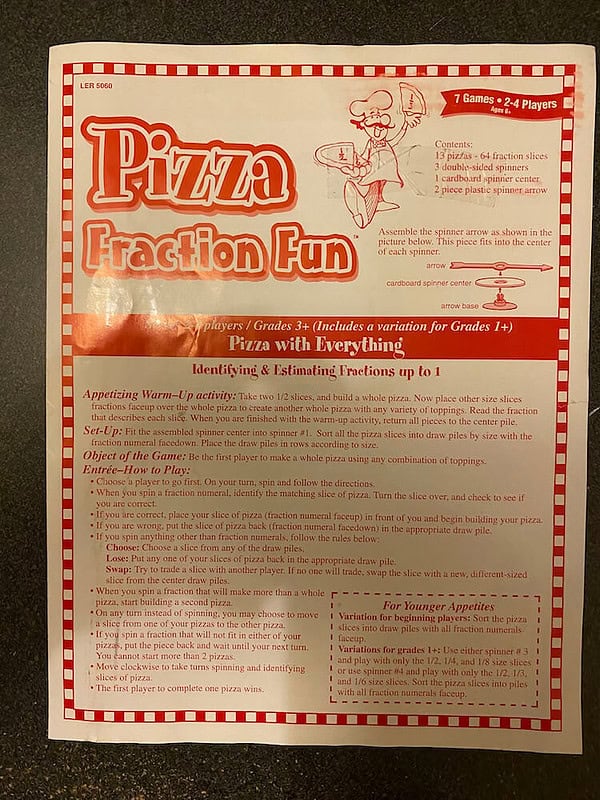 LER 5060
7 Games • 2-4 Players
Ages 6+
Pizza
Fraction Fun™
Contents:
13 pizzas - 64 fraction slices
3 double-sided spinners
1 cardboard spinner center
2 piece plastic spinner arrow
Assemble the spinner arrow as shown in the
picture below. This piece fits into the center
of each spinner.
arrow
cardboard spinner center
arrow base
players / Grades 3+ (Includes a variation for Grades 1+)
Pizza with Everything
Identifying & Estimating Fractions up to 1
Appetizing Warm–Up activity: Take two 1/2 slices, and build a whole pizza. Now place other size slices
fractions faceup over the whole pizza to create another whole pizza with any variety of toppings. Read the fraction
that describes each slice. When you are finished with the warm-up activity, return all pieces to the center pile.
Set-Up: Fit the assembled spinner center into spinner #1. Sort all the pizza slices into draw piles by size with the
fraction numeral facedown. Place the draw piles in rows according to size.
Object of the Game: Be the first player to make a whole pizza using any combination of toppings.
Entrée–How to Play:
• Choose a player to go first. On your turn, spin and follow the directions.
• When you spin a fraction numeral, identify the matching slice of pizza. Turn the slice over, and check to see if
you are correct.
• If you are correct, place your slice of pizza (fraction numeral faceup) in front of you and begin building your pizza.
• If you are wrong, put the slice of pizza back (fraction numeral facedown) in the appropriate draw pile.
• If you spin anything other than fraction numerals, follow the rules below:
Choose: Choose a slice from any of the draw piles.
Lose: Put any one of your slices of pizza back in the appropriate draw pile.
Swap: Try to trade a slice with another player. If no one will trade, swap the slice with a new, different-sized
slice from the center draw piles.
• When you spin a fraction that will make more than a whole
pizza, start building a second pizza.
• On any turn instead of spinning, you may choose to move
a slice from one of your pizzas to the other pizza.
• If you spin a fraction that will not fit in either of your
pizzas, put the piece back and wait until your next turn.
You cannot start more than 2 pizzas.
• Move clockwise to take turns spinning and identifying
slices of pizza.
• The first player to complete one pizza wins.
For Younger Appetites
Variation for beginning players: Sort the pizza
slices into draw piles with all fraction numerals
faceup.
Variations for grades 1+: Use either spinner # 3
and play with only the 1/2, 1/4, and 1/8 size slices
or use spinner #4 and play with only the 1/2, 1/3,
and 1/6 size slices. Sort the pizza slices into piles
with all fraction numerals faceup.